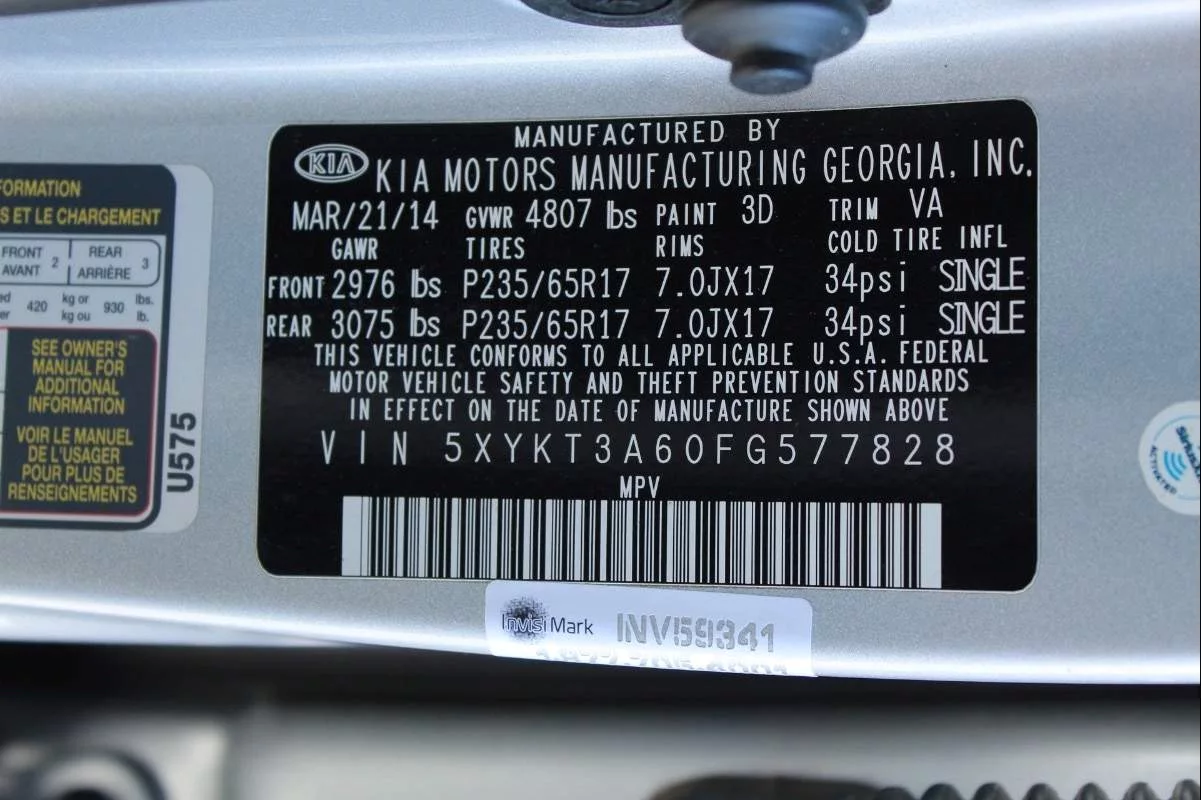 MANUFACTURED BY
KIA KIA MOTORS MANUFACTURING GEORGIA, INC.
MAR/21/14 GVWR 4807 lbs PAINT 3D TRIM VA
GAWR TIRES RIMS COLD TIRE INFL
FRONT 2976 lbs P235/65R17 7.0JX17 34psi SINGLE
REAR 3075 lbs P235/65R17 7.0JX17 34psi SINGLE
THIS VEHICLE CONFORMS TO ALL APPLICABLE U.S.A. FEDERAL
MOTOR VEHICLE SAFETY AND THEFT PREVENTION STANDARDS
IN EFFECT ON THE DATE OF MANUFACTURE SHOWN ABOVE
VIN 5XYKT3A60FG577828
MPV
InvisiMark INV59341
ET LE CHARGEMENT
FRONT 2 REAR 3
AVANT ARRIÈRE
420 kg or 930 lbs.
kg ou lb.
SEE OWNER'S
MANUAL FOR
ADDITIONAL
INFORMATION
VOIR LE MANUEL
DE L'USAGER
POUR PLUS DE
RENSEIGNEMENTS
U575
ACTIVATED